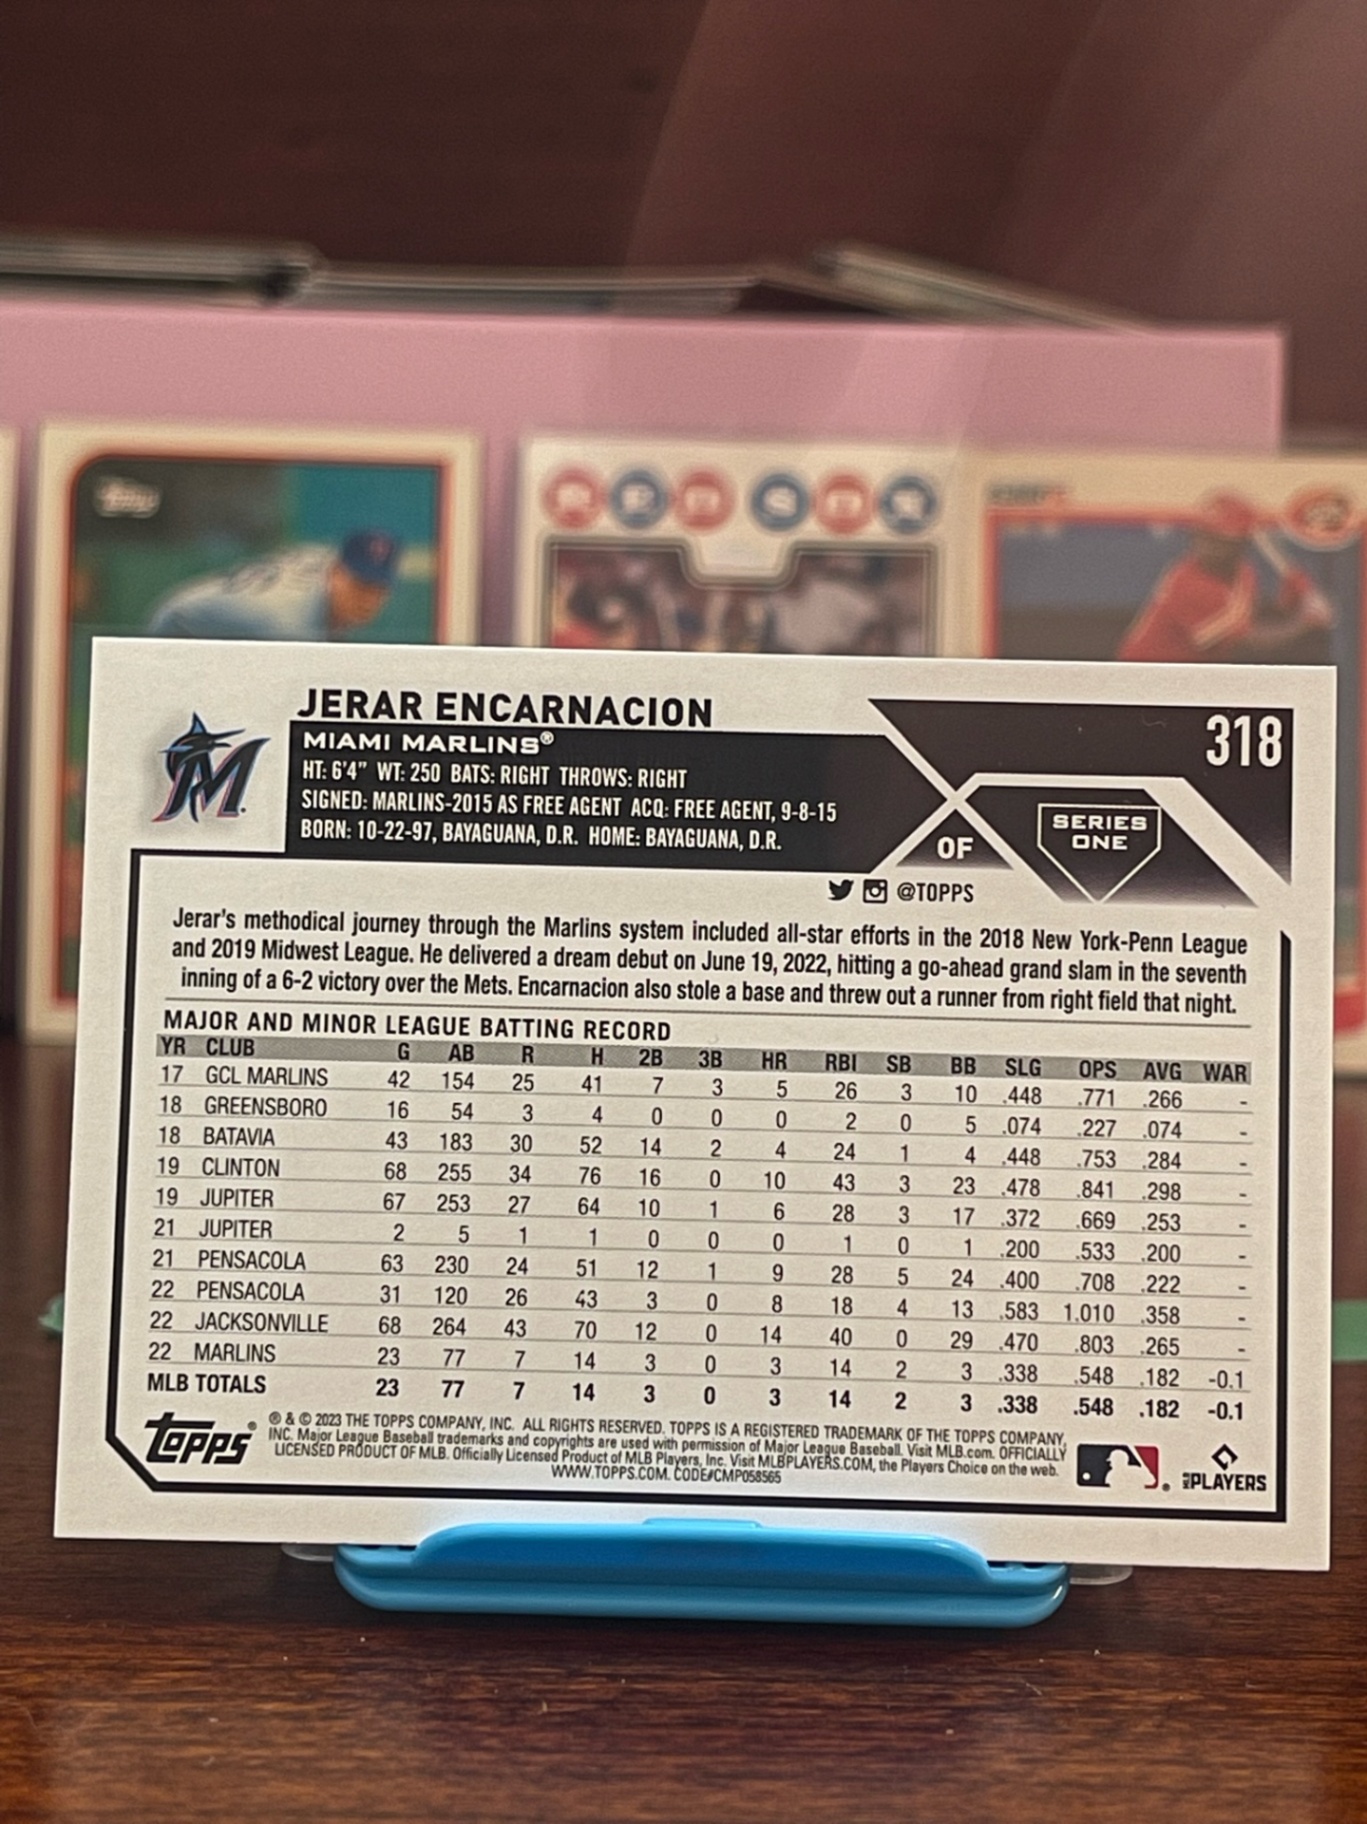 Topps
RED SOX
JERAR ENCARNACION
318
MIAMI MARLINS®
HT: 6'4" WT: 250 BATS: RIGHT THROWS: RIGHT
SIGNED: MARLINS-2015 AS FREE AGENT ACQ: FREE AGENT, 9-8-15
BORN: 10-22-97, BAYAGUANA, D.R. HOME: BAYAGUANA, D.R.
OF
SERIES
ONE
@TOPPS
Jerar's methodical journey through the Marlins system included all-star efforts in the 2018 New York-Penn League
and 2019 Midwest League. He delivered a dream debut on June 19, 2022, hitting a go-ahead grand slam in the seventh
inning of a 6-2 victory over the Mets. Encarnacion also stole a base and threw out a runner from right field that night.
MAJOR AND MINOR LEAGUE BATTING RECORD
YR CLUB G AB R H 2B 3B HR RBI SB BB SLG OPS AVG WAR
17 GCL MARLINS 42 154 25 41 7 3 5 26 3 10 .448 .771 .266 -
18 GREENSBORO 16 54 3 4 0 0 0 2 0 5 .074 .227 .074 -
18 BATAVIA 43 183 30 52 14 2 4 24 1 4 .448 .753 .284 -
19 CLINTON 68 255 34 76 16 0 10 43 3 23 .478 .841 .298 -
19 JUPITER 67 253 27 64 10 1 6 28 3 17 .372 .669 .253 -
21 JUPITER 2 5 1 1 0 0 0 1 0 1 .200 .533 .200 -
21 PENSACOLA 63 230 24 51 12 1 9 28 5 24 .400 .708 .222 -
22 PENSACOLA 31 120 26 43 3 0 8 18 4 13 .583 1.010 .358 -
22 JACKSONVILLE 68 264 43 70 12 0 14 40 0 29 .470 .803 .265 -
22 MARLINS 23 77 7 14 3 0 3 14 2 3 .338 .548 .182 -0.1
MLB TOTALS 23 77 7 14 3 0 3 14 2 3 .338 .548 .182 -0.1
topps®
® & © 2023 THE TOPPS COMPANY, INC. ALL RIGHTS RESERVED. TOPPS IS A REGISTERED TRADEMARK OF THE TOPPS COMPANY,
INC. Major League Baseball trademarks and copyrights are used with permission of Major League Baseball. Visit MLB.com. OFFICIALLY
LICENSED PRODUCT OF MLB. Officially Licensed Product of MLB Players, Inc. Visit MLBPLAYERS.COM, the Players Choice on the web.
WWW.TOPPS.COM. CODE#CMP058565
MLB PLAYERS